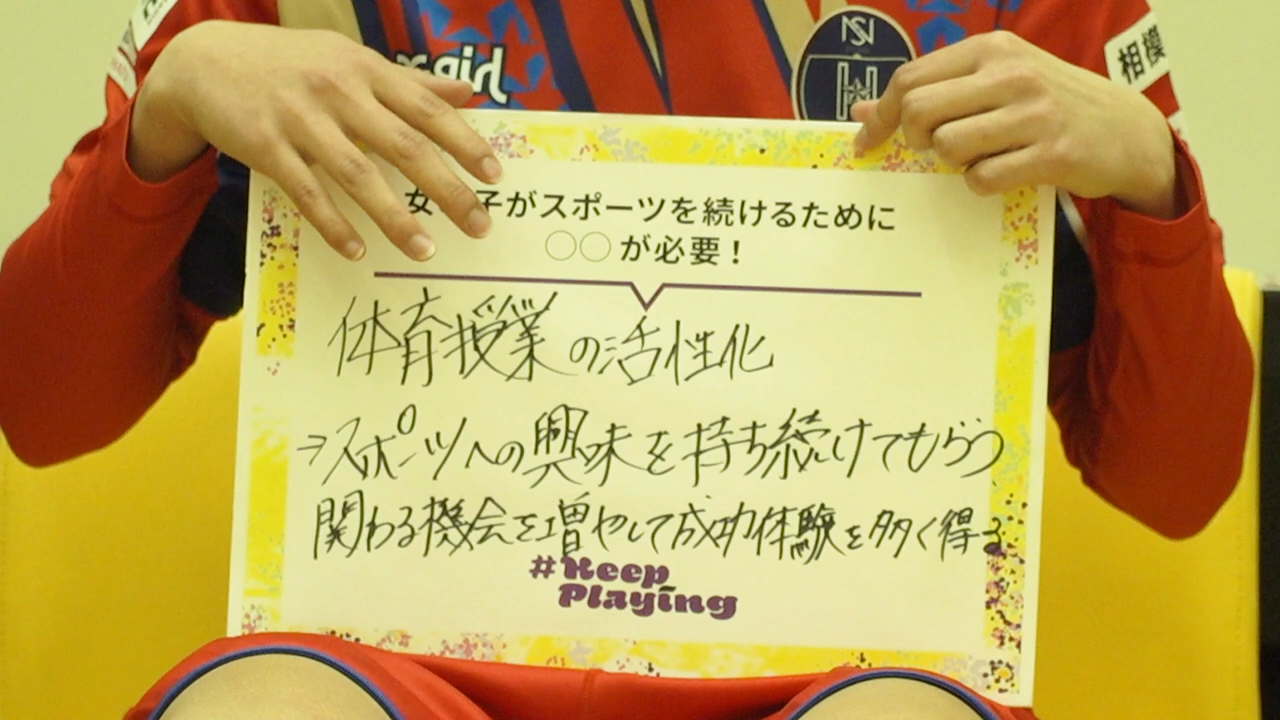 girl
SN
相模
女の子がスポーツを続けるために
○○が必要！
体育授業の活性化
→スポーツへの興味を持ち続けてもらう
関わる機会を増やして成功体験を多く得る
#Keep
Playing